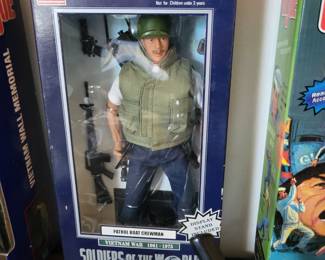 Not for Children under 3 years
VIETNAM WALL MEMORIAL
DISPLAY
STAND
INCLUDED
PATROL BOAT CREWMAN
VIETNAM WAR 1961-1975
SOLDIERS OF THE WORLD